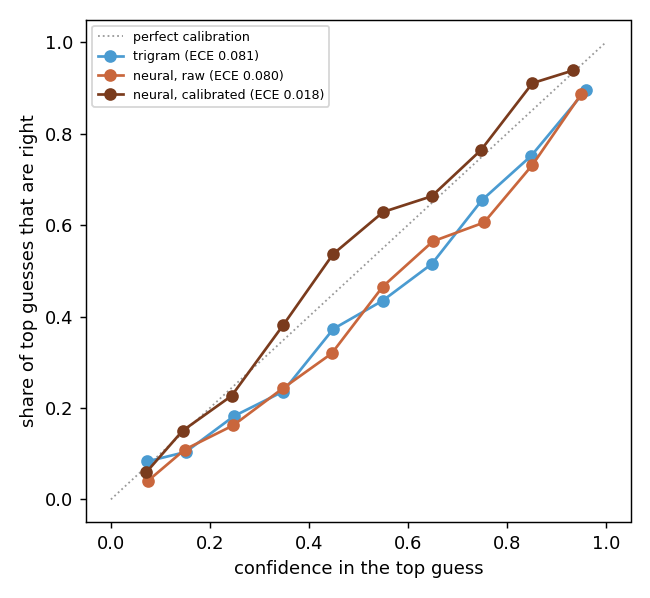 perfect calibration
trigram (ECE 0.081)
neural, raw (ECE 0.080)
neural, calibrated (ECE 0.018)
1.0
0.8
0.6
0.4
0.2
0.0
share of top guesses that are right
0.0 0.2 0.4 0.6 0.8 1.0
confidence in the top guess